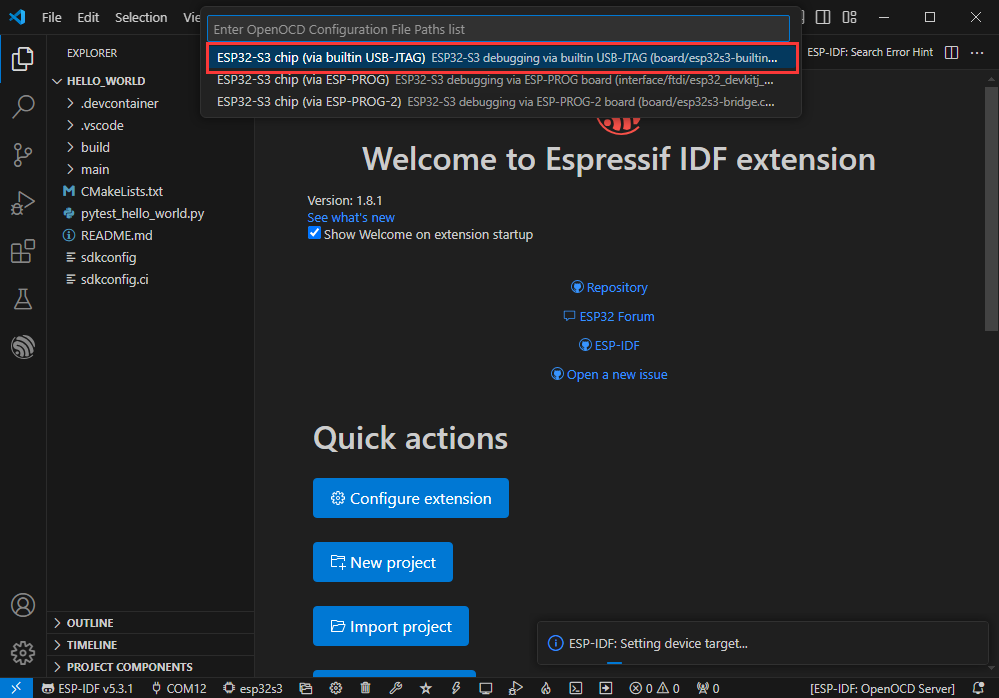 File Edit Selection Vie
Enter OpenOCD Configuration File Paths list
ESP32-S3 chip (via builtin USB-JTAG) ESP32-S3 debugging via builtin USB-JTAG (board/esp32s3-builtin...
ESP32-S3 chip (via ESP-PROG) ESP32-S3 debugging via ESP-PROG board (interface/ftdi/esp32_devkitj_...
ESP32-S3 chip (via ESP-PROG-2) ESP32-S3 debugging via ESP-PROG-2 board (board/esp32s3-bridge.c...
ESP-IDF: Search Error Hint
EXPLORER
HELLO_WORLD
.devcontainer
.vscode
build
main
CMakeLists.txt
pytest_hello_world.py
README.md
sdkconfig
sdkconfig.ci
OUTLINE
TIMELINE
PROJECT COMPONENTS
Welcome to Espressif IDF extension
Version: 1.8.1
See what's new
Show Welcome on extension startup
Repository
ESP32 Forum
ESP-IDF
Open a new issue
Quick actions
Configure extension
New project
Import project
ESP-IDF: Setting device target...
ESP-IDF v5.3.1 COM12 esp32s3 0 0 0 [ESP-IDF: OpenOCD Server]